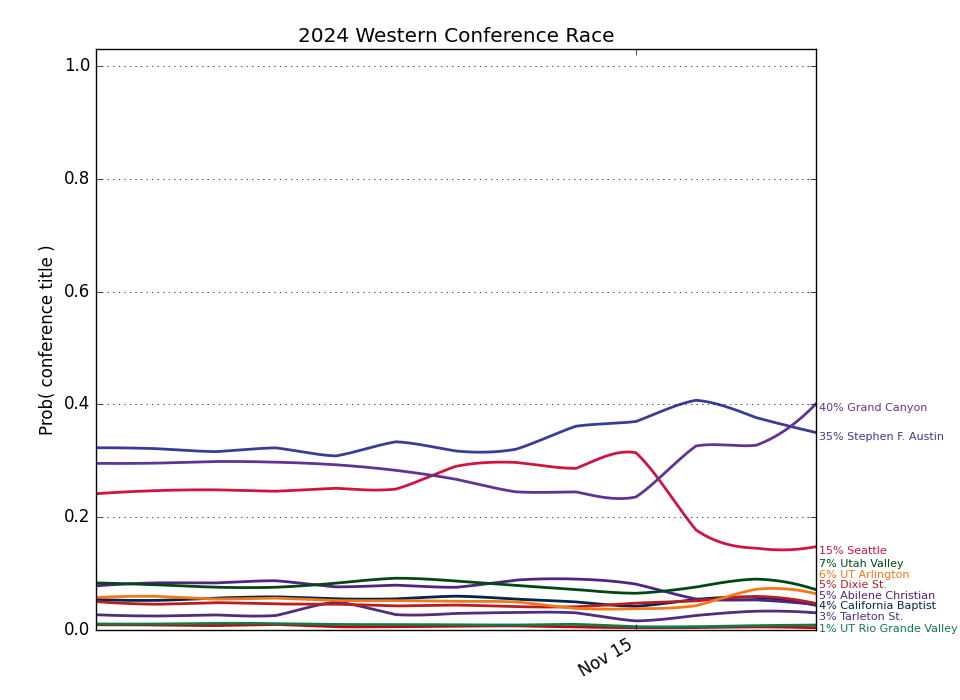 2024 Western Conference Race
Prob( conference title )
1.0
0.8
0.6
0.4
0.2
0.0
Nov 15
40% Grand Canyon
35% Stephen F. Austin
15% Seattle
7% Utah Valley
6% UT Arlington
5% Dixie St.
5% Abilene Christian
4% California Baptist
3% Tarleton St.
1% UT Rio Grande Valley